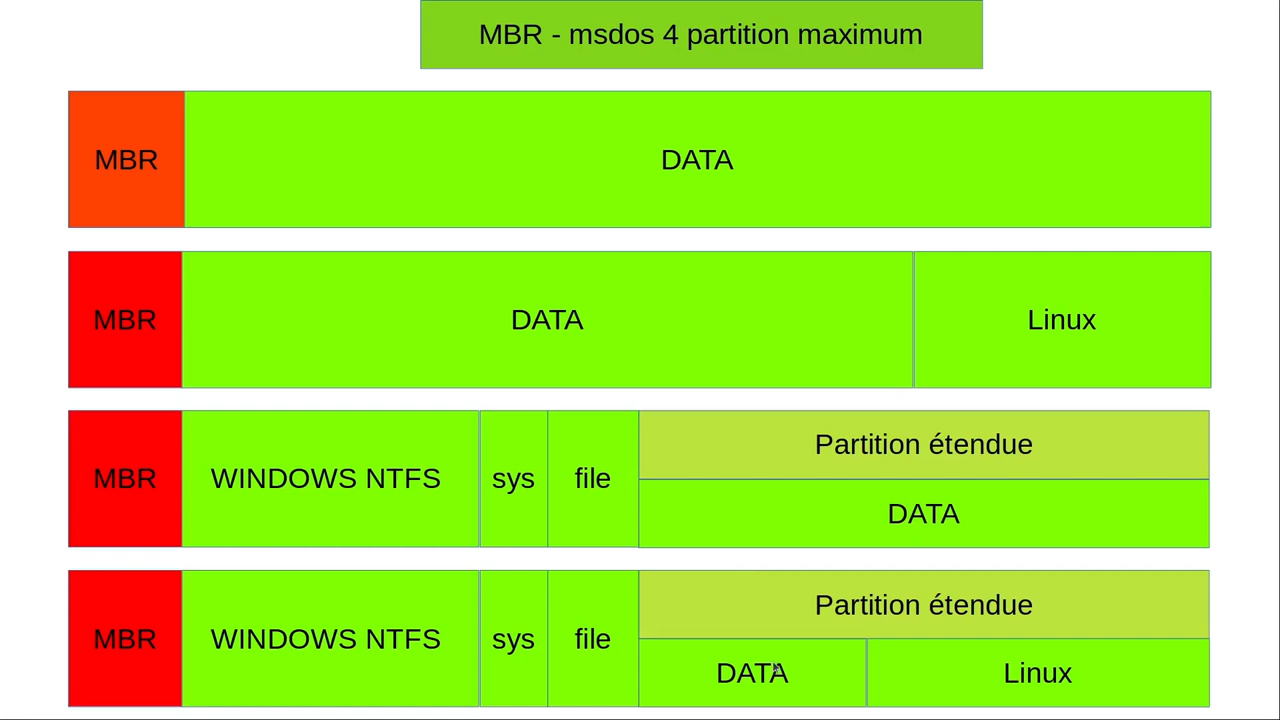 MBR - msdos 4 partition maximum
MBR DATA
MBR DATA Linux
MBR WINDOWS NTFS sys file Partition étendue
DATA
MBR WINDOWS NTFS sys file Partition étendue
DATA Linux